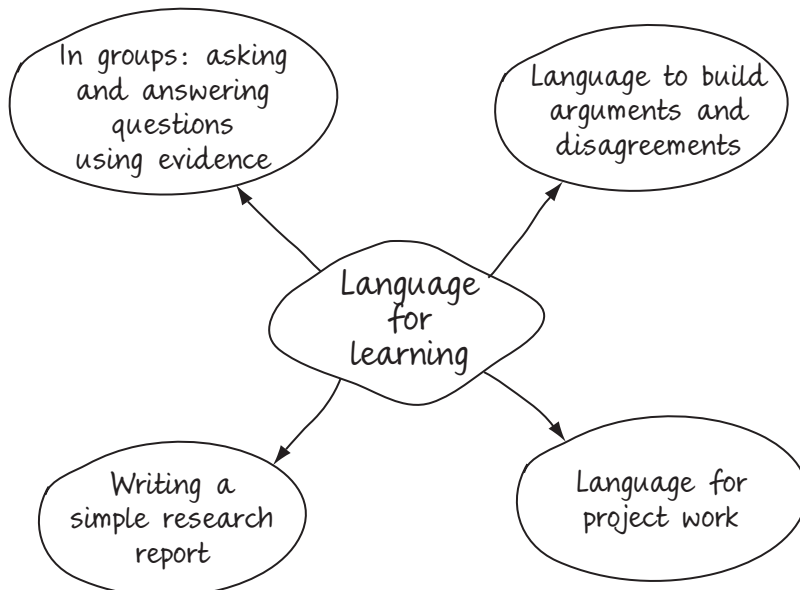 In groups: asking
and answering
questions
using evidence
Language to build
arguments and
disagreements
Language
for
learning
Writing a
simple research
report
Language for
project work